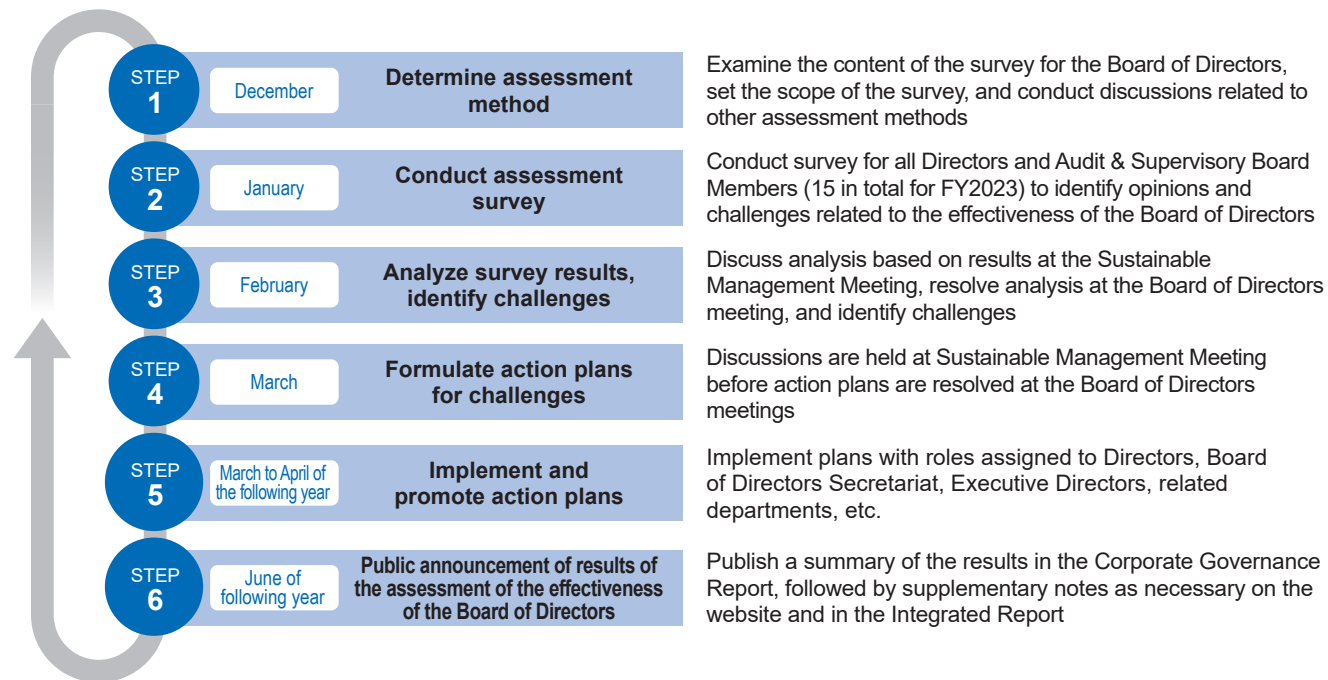 STEP
1
December
Determine assessment
method
Examine the content of the survey for the Board of Directors,
set the scope of the survey, and conduct discussions related to
other assessment methods
STEP
2
January
Conduct assessment
survey
Conduct survey for all Directors and Audit & Supervisory Board
Members (15 in total for FY2023) to identify opinions and
challenges related to the effectiveness of the Board of Directors
STEP
3
February
Analyze survey results,
identify challenges
Discuss analysis based on results at the Sustainable
Management Meeting, resolve analysis at the Board of Directors
meeting, and identify challenges
STEP
4
March
Formulate action plans
for challenges
Discussions are held at Sustainable Management Meeting
before action plans are resolved at the Board of Directors
meetings
STEP
5
March to April of
the following year
Implement and
promote action plans
Implement plans with roles assigned to Directors, Board
of Directors Secretariat, Executive Directors, related
departments, etc.
STEP
6
June of
following year
Public announcement of results of
the assessment of the effectiveness
of the Board of Directors
Publish a summary of the results in the Corporate Governance
Report, followed by supplementary notes as necessary on the
website and in the Integrated Report